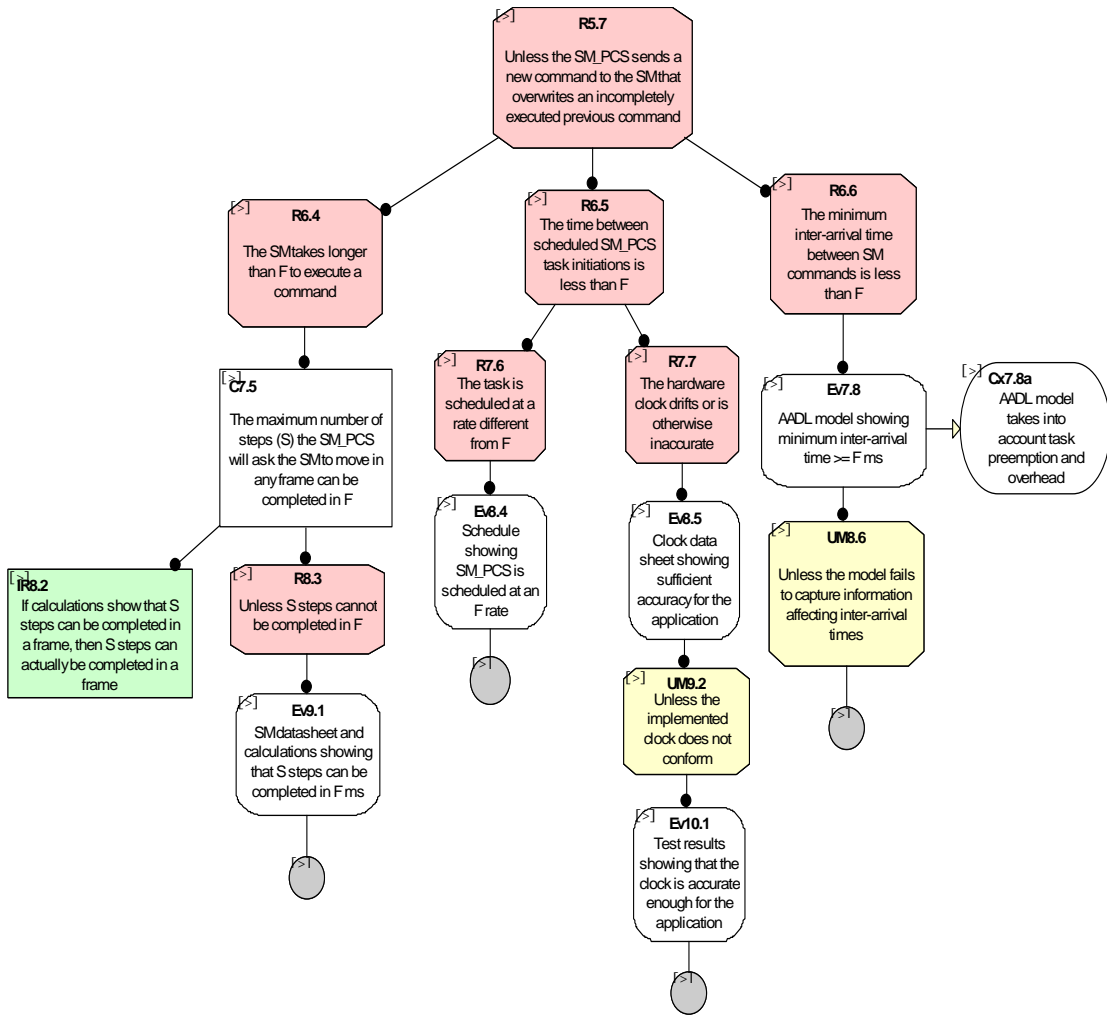 [>]
R5.7
Unless the SM_PCS sends a
new command to the SM that
overwrites an incompletely
executed previous command
[>]
R6.4
The SM takes longer
than F to execute a
command
[>]
R6.5
The time between
scheduled SM_PCS
task initiations is
less than F
[>]
R6.6
The minimum
inter-arrival time
between SM
commands is less
than F
[>]
C7.5
The maximum number of
steps (S) the SM_PCS
will ask the SM to move in
any frame can be
completed in F
[>]
R7.6
The task is
scheduled at a
rate different
from F
[>]
R7.7
The hardware
clock drifts or is
otherwise
inaccurate
[>]
Ev7.8
AADL model showing
minimum inter-arrival
time >= F ms
[>]
Cx7.8a
AADL model
takes into
account task
preemption and
overhead
[>]
IR8.2
If calculations show that S
steps can be completed in
a frame, then S steps can
actually be completed in a
frame
[>]
R8.3
Unless S steps cannot
be completed in F
[>]
Ev8.4
Schedule
showing
SM_PCS is
scheduled at an
F rate
[>]
Ev8.5
Clock data
sheet showing
sufficient
accuracy for the
application
[>]
UM8.6
Unless the model fails
to capture information
affecting inter-arrival
times
[>]
Ev9.1
SM datasheet and
calculations showing
that S steps can be
completed in F ms
[>]
[>]
UM9.2
Unless the
implemented
clock does not
conform
[>]
[>]
[>]
Ev10.1
Test results
showing that the
clock is accurate
enough for the
application
[>]